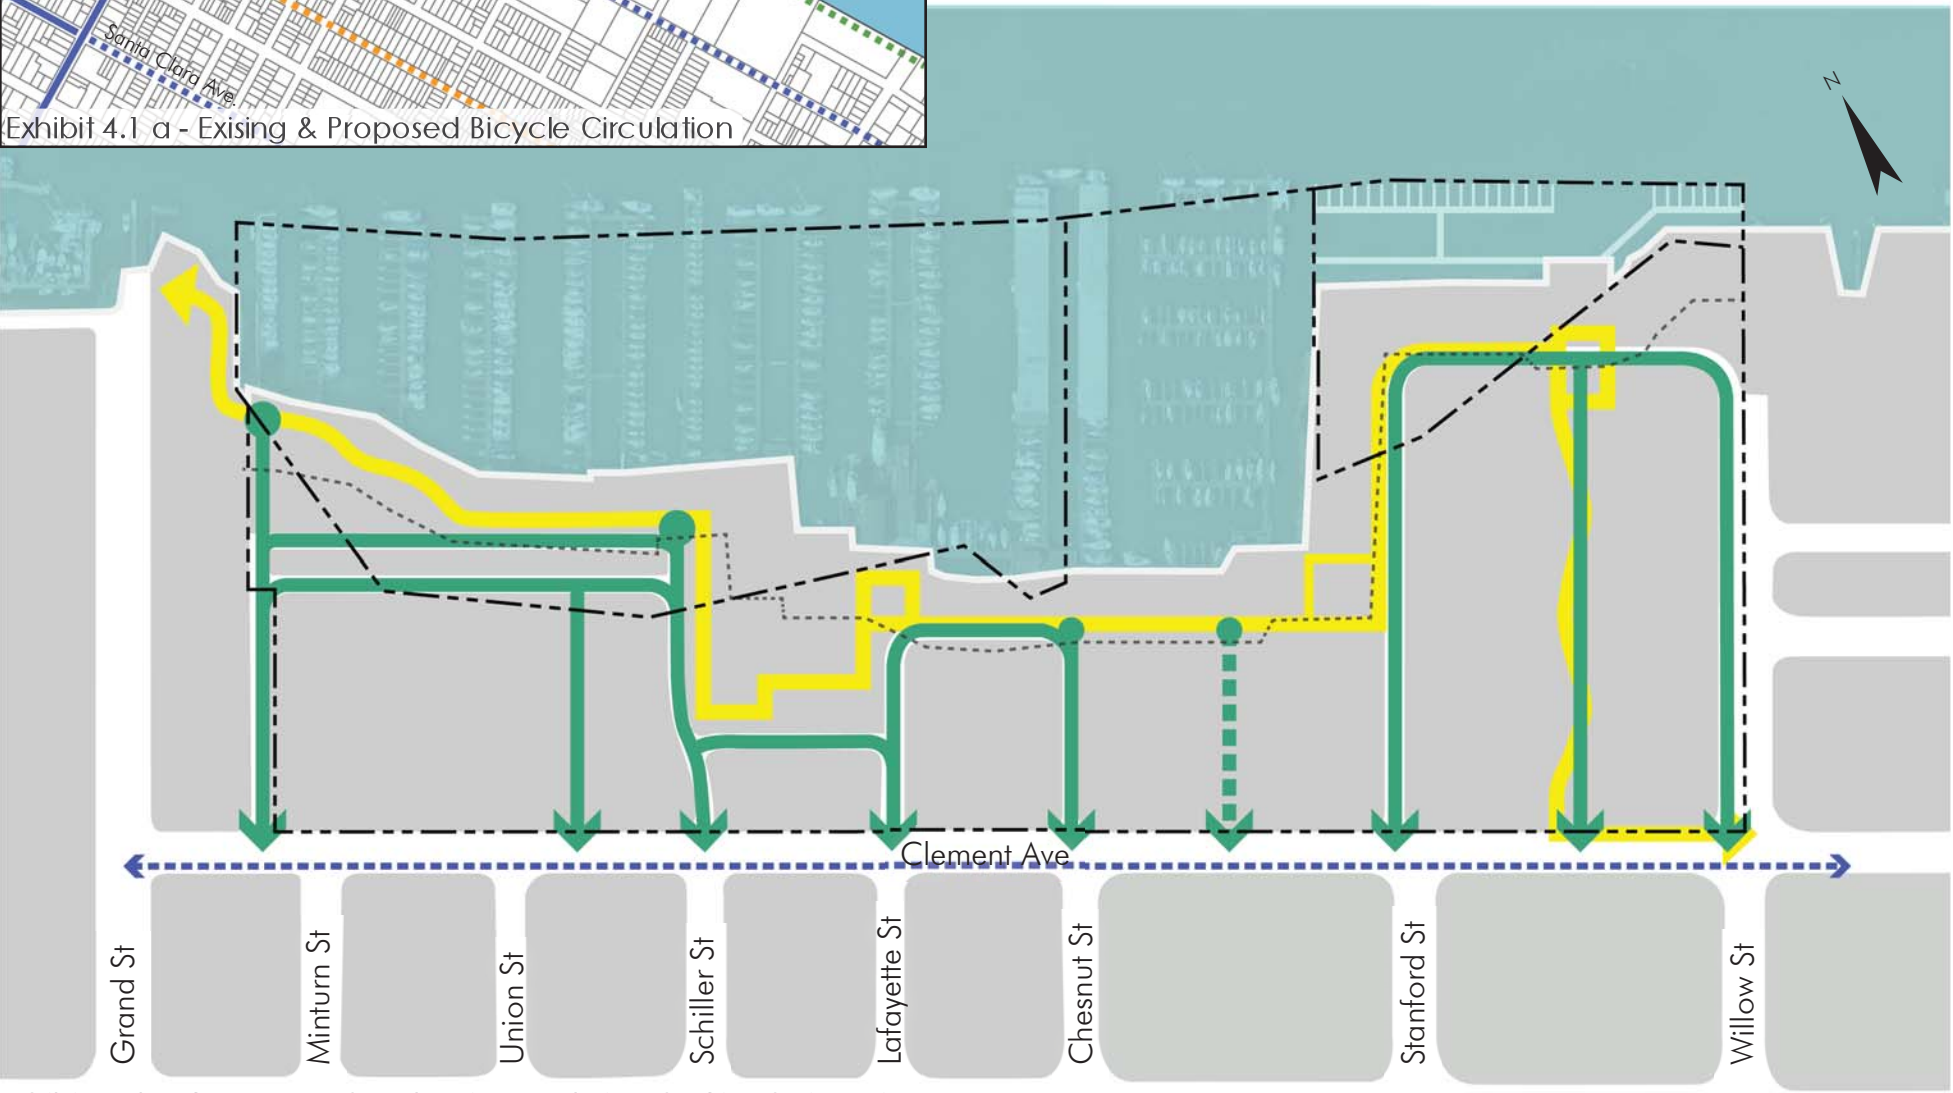 Santa Clara Ave.
Exhibit 4.1 a - Exising & Proposed Bicycle Circulation
N
Clement Ave
Grand St
Minturn St
Union St
Schiller St
Lafayette St
Chesnut St
Stanford St
Willow St